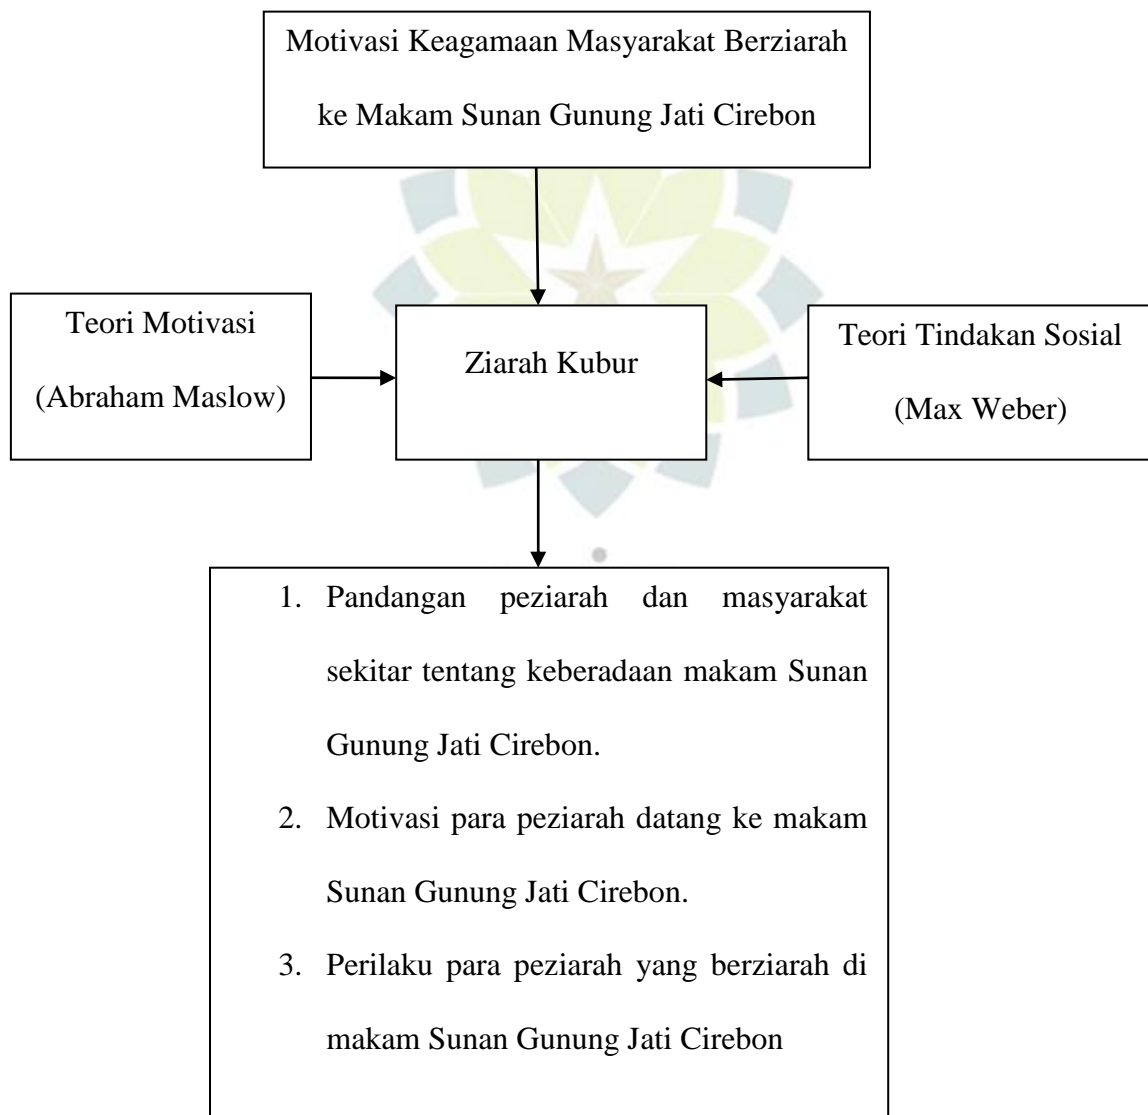 Motivasi Keagamaan Masyarakat Berziarah
ke Makam Sunan Gunung Jati Cirebon
Teori Motivasi
(Abraham Maslow)
Ziarah Kubur
Teori Tindakan Sosial
(Max Weber)
1. Pandangan peziarah dan masyarakat
sekitar tentang keberadaan makam Sunan
Gunung Jati Cirebon.
2. Motivasi para peziarah datang ke makam
Sunan Gunung Jati Cirebon.
3. Perilaku para peziarah yang berziarah di
makam Sunan Gunung Jati Cirebon